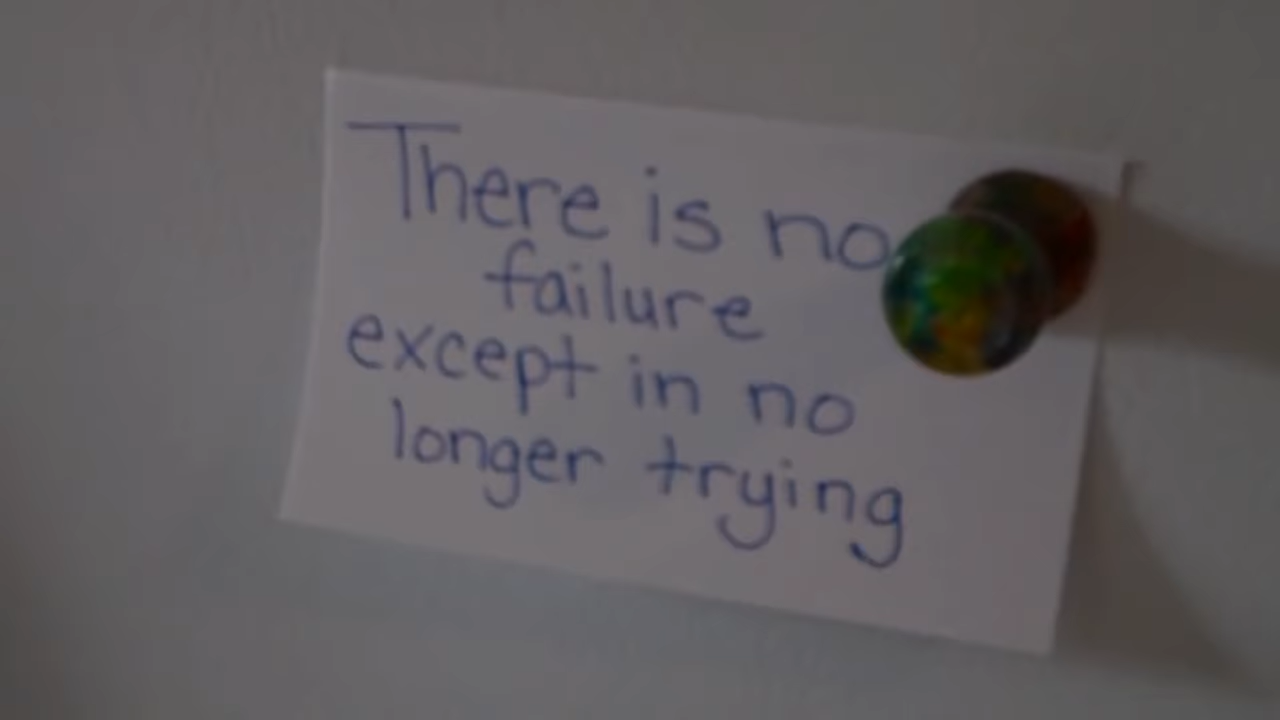 There is no
failure
except in no
longer trying